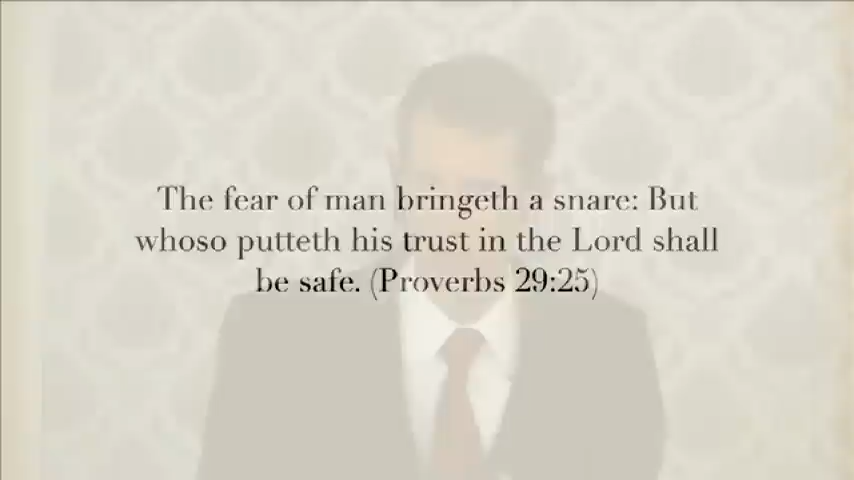 The fear of man bringeth a snare: But
whoso putteth his trust in the Lord shall
be safe. (Proverbs 29:25)